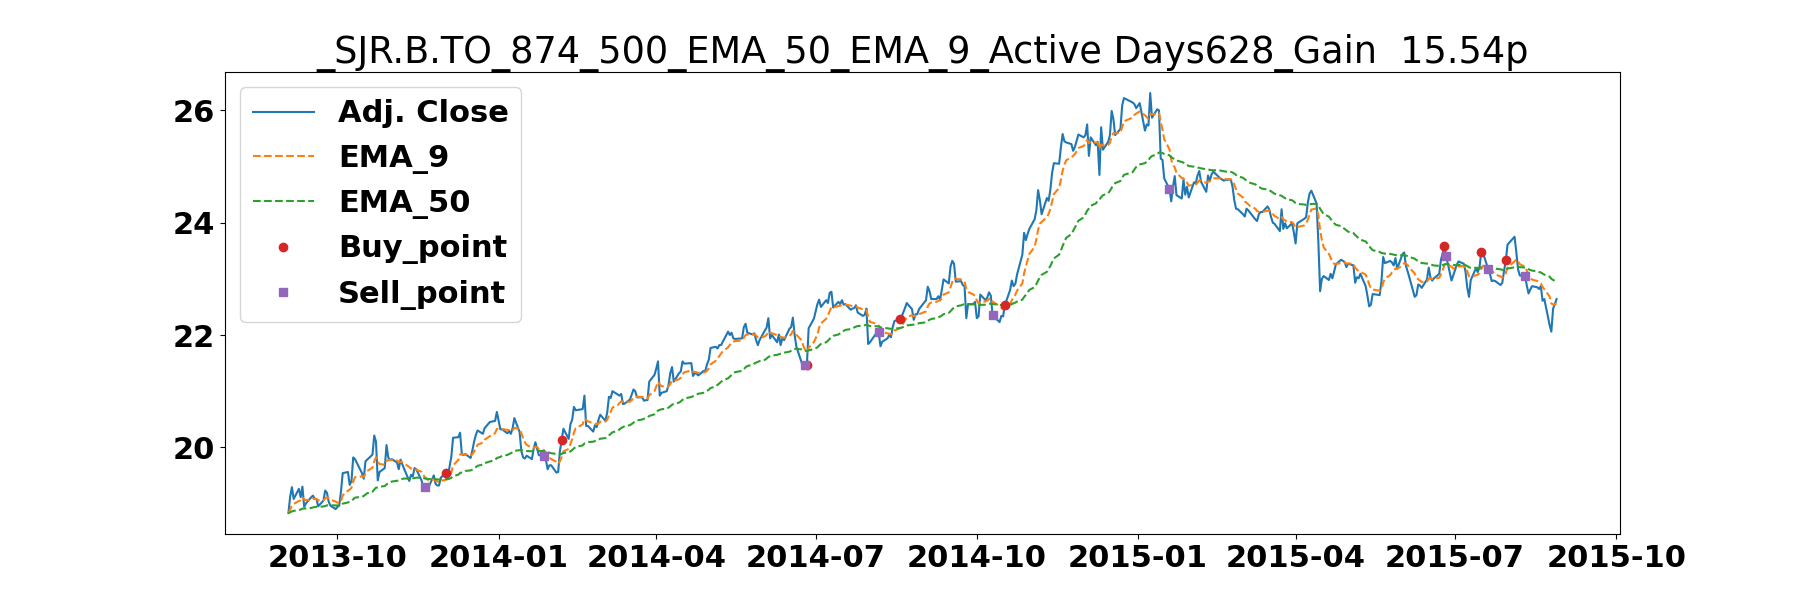 _SJR.B.TO_874_500_EMA_50_EMA_9_Active Days628_Gain  15.54p
Adj. Close
EMA_9
EMA_50
Buy_point
Sell_point
26
24
22
20
2013-10 2014-01 2014-04 2014-07 2014-10 2015-01 2015-04 2015-07 2015-10